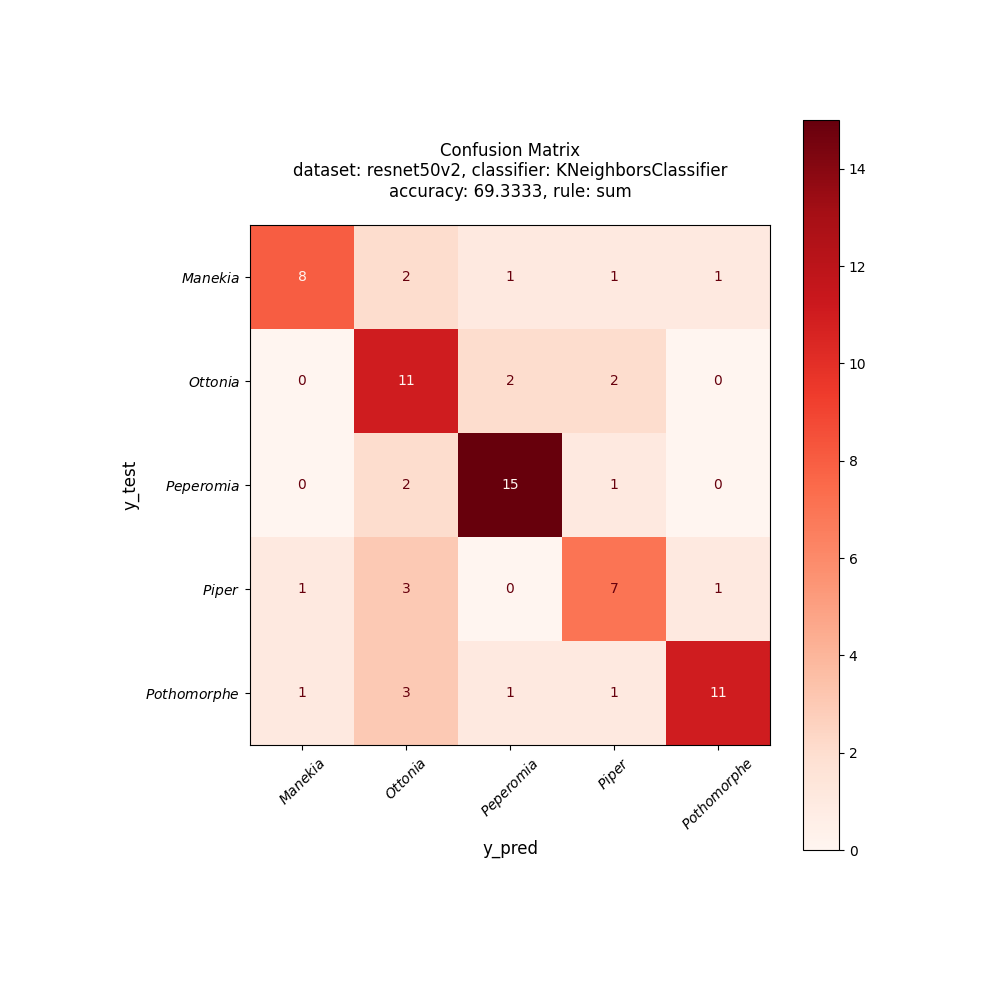 Confusion Matrix
dataset: resnet50v2, classifier: KNeighborsClassifier
accuracy: 69.3333, rule: sum
y_test
Manekia 8 2 1 1 1
Ottonia 0 11 2 2 0
Peperomia 0 2 15 1 0
Piper 1 3 0 7 1
Pothomorphe 1 3 1 1 11
Manekia Ottonia Peperomia Piper Pothomorphe
y_pred
14
12
10
8
6
4
2
0